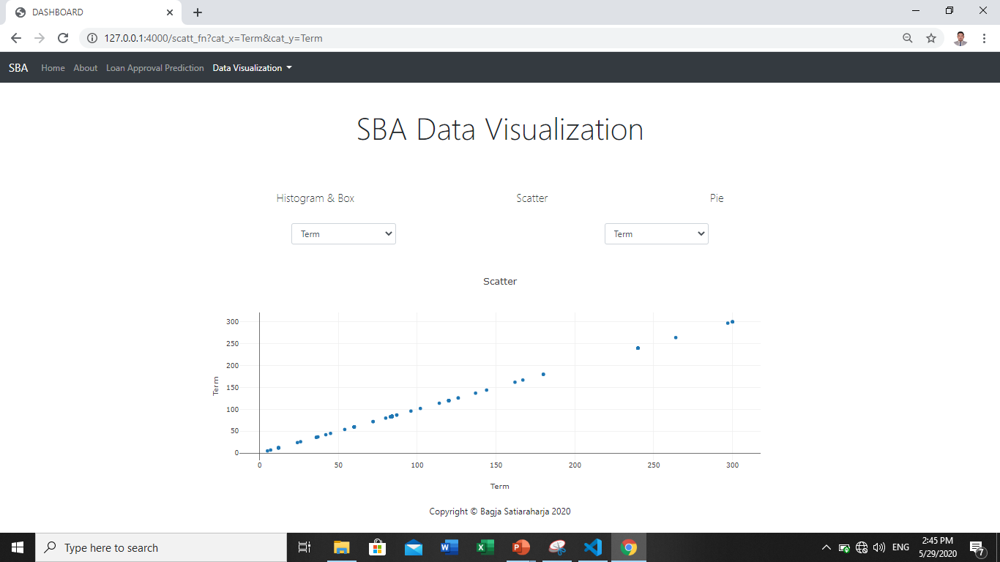 DASHBOARD
127.0.0.1:4000/scatt_fn?cat_x=Term&cat_y=Term
SBA Home About Loan Approval Prediction Data Visualization
SBA Data Visualization
Histogram & Box Scatter Pie
Term Term
Scatter
300
250
200
150
100
50
0
Term
0 50 100 150 200 250 300
Term
Copyright © Bagja Satiaraharja 2020
Type here to search
ENG
2:45 PM
5/29/2020
7